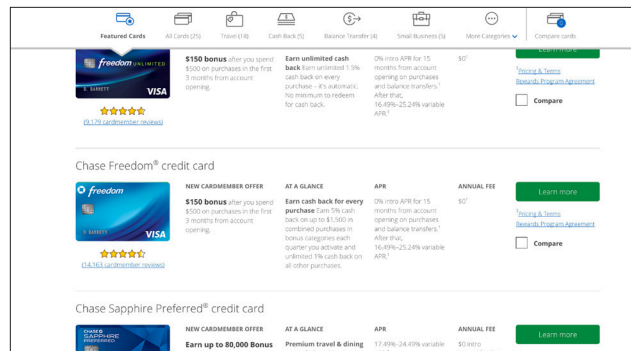 Featured Cards All Cards (25) Travel (18) Cash Back (5) Balance Transfer (4) Small Business (5) More Categories Compare cards
freedom UNLIMITED
D. BARRETT VISA
(9,179 cardmember reviews)
$150 bonus after you spend
$500 on purchases in the first
3 months from account
opening.
Earn unlimited cash
back Earn unlimited 1.5%
cash back on every
purchase – it's automatic.
No minimum to redeem
for cash back.
0% intro APR for 15
months from account
opening on purchases
and balance transfers.†
After that,
16.49%–25.24% variable
APR.†
$0†
Learn more
†Pricing & Terms
Rewards Program Agreement
Compare
Chase Freedom® credit card
freedom
D. BARRETT VISA
(14,163 cardmember reviews)
NEW CARDMEMBER OFFER
$150 bonus after you spend
$500 on purchases in the first
3 months from account
opening.
AT A GLANCE
Earn cash back for every
purchase Earn 5% cash
back on up to $1,500 in
combined purchases in
bonus categories each
quarter you activate and
unlimited 1% cash back on
all other purchases.
APR
0% intro APR for 15
months from account
opening on purchases
and balance transfers.†
After that,
16.49%–25.24% variable
APR.†
ANNUAL FEE
$0†
Learn more
†Pricing & Terms
Rewards Program Agreement
Compare
Chase Sapphire Preferred® credit card
CHASE
SAPPHIRE
PREFERRED
NEW CARDMEMBER OFFER
Earn up to 80,000 Bonus
AT A GLANCE
Premium travel & dining
APR
17.49%–24.49% variable
ANNUAL FEE
$0 intro
Learn more